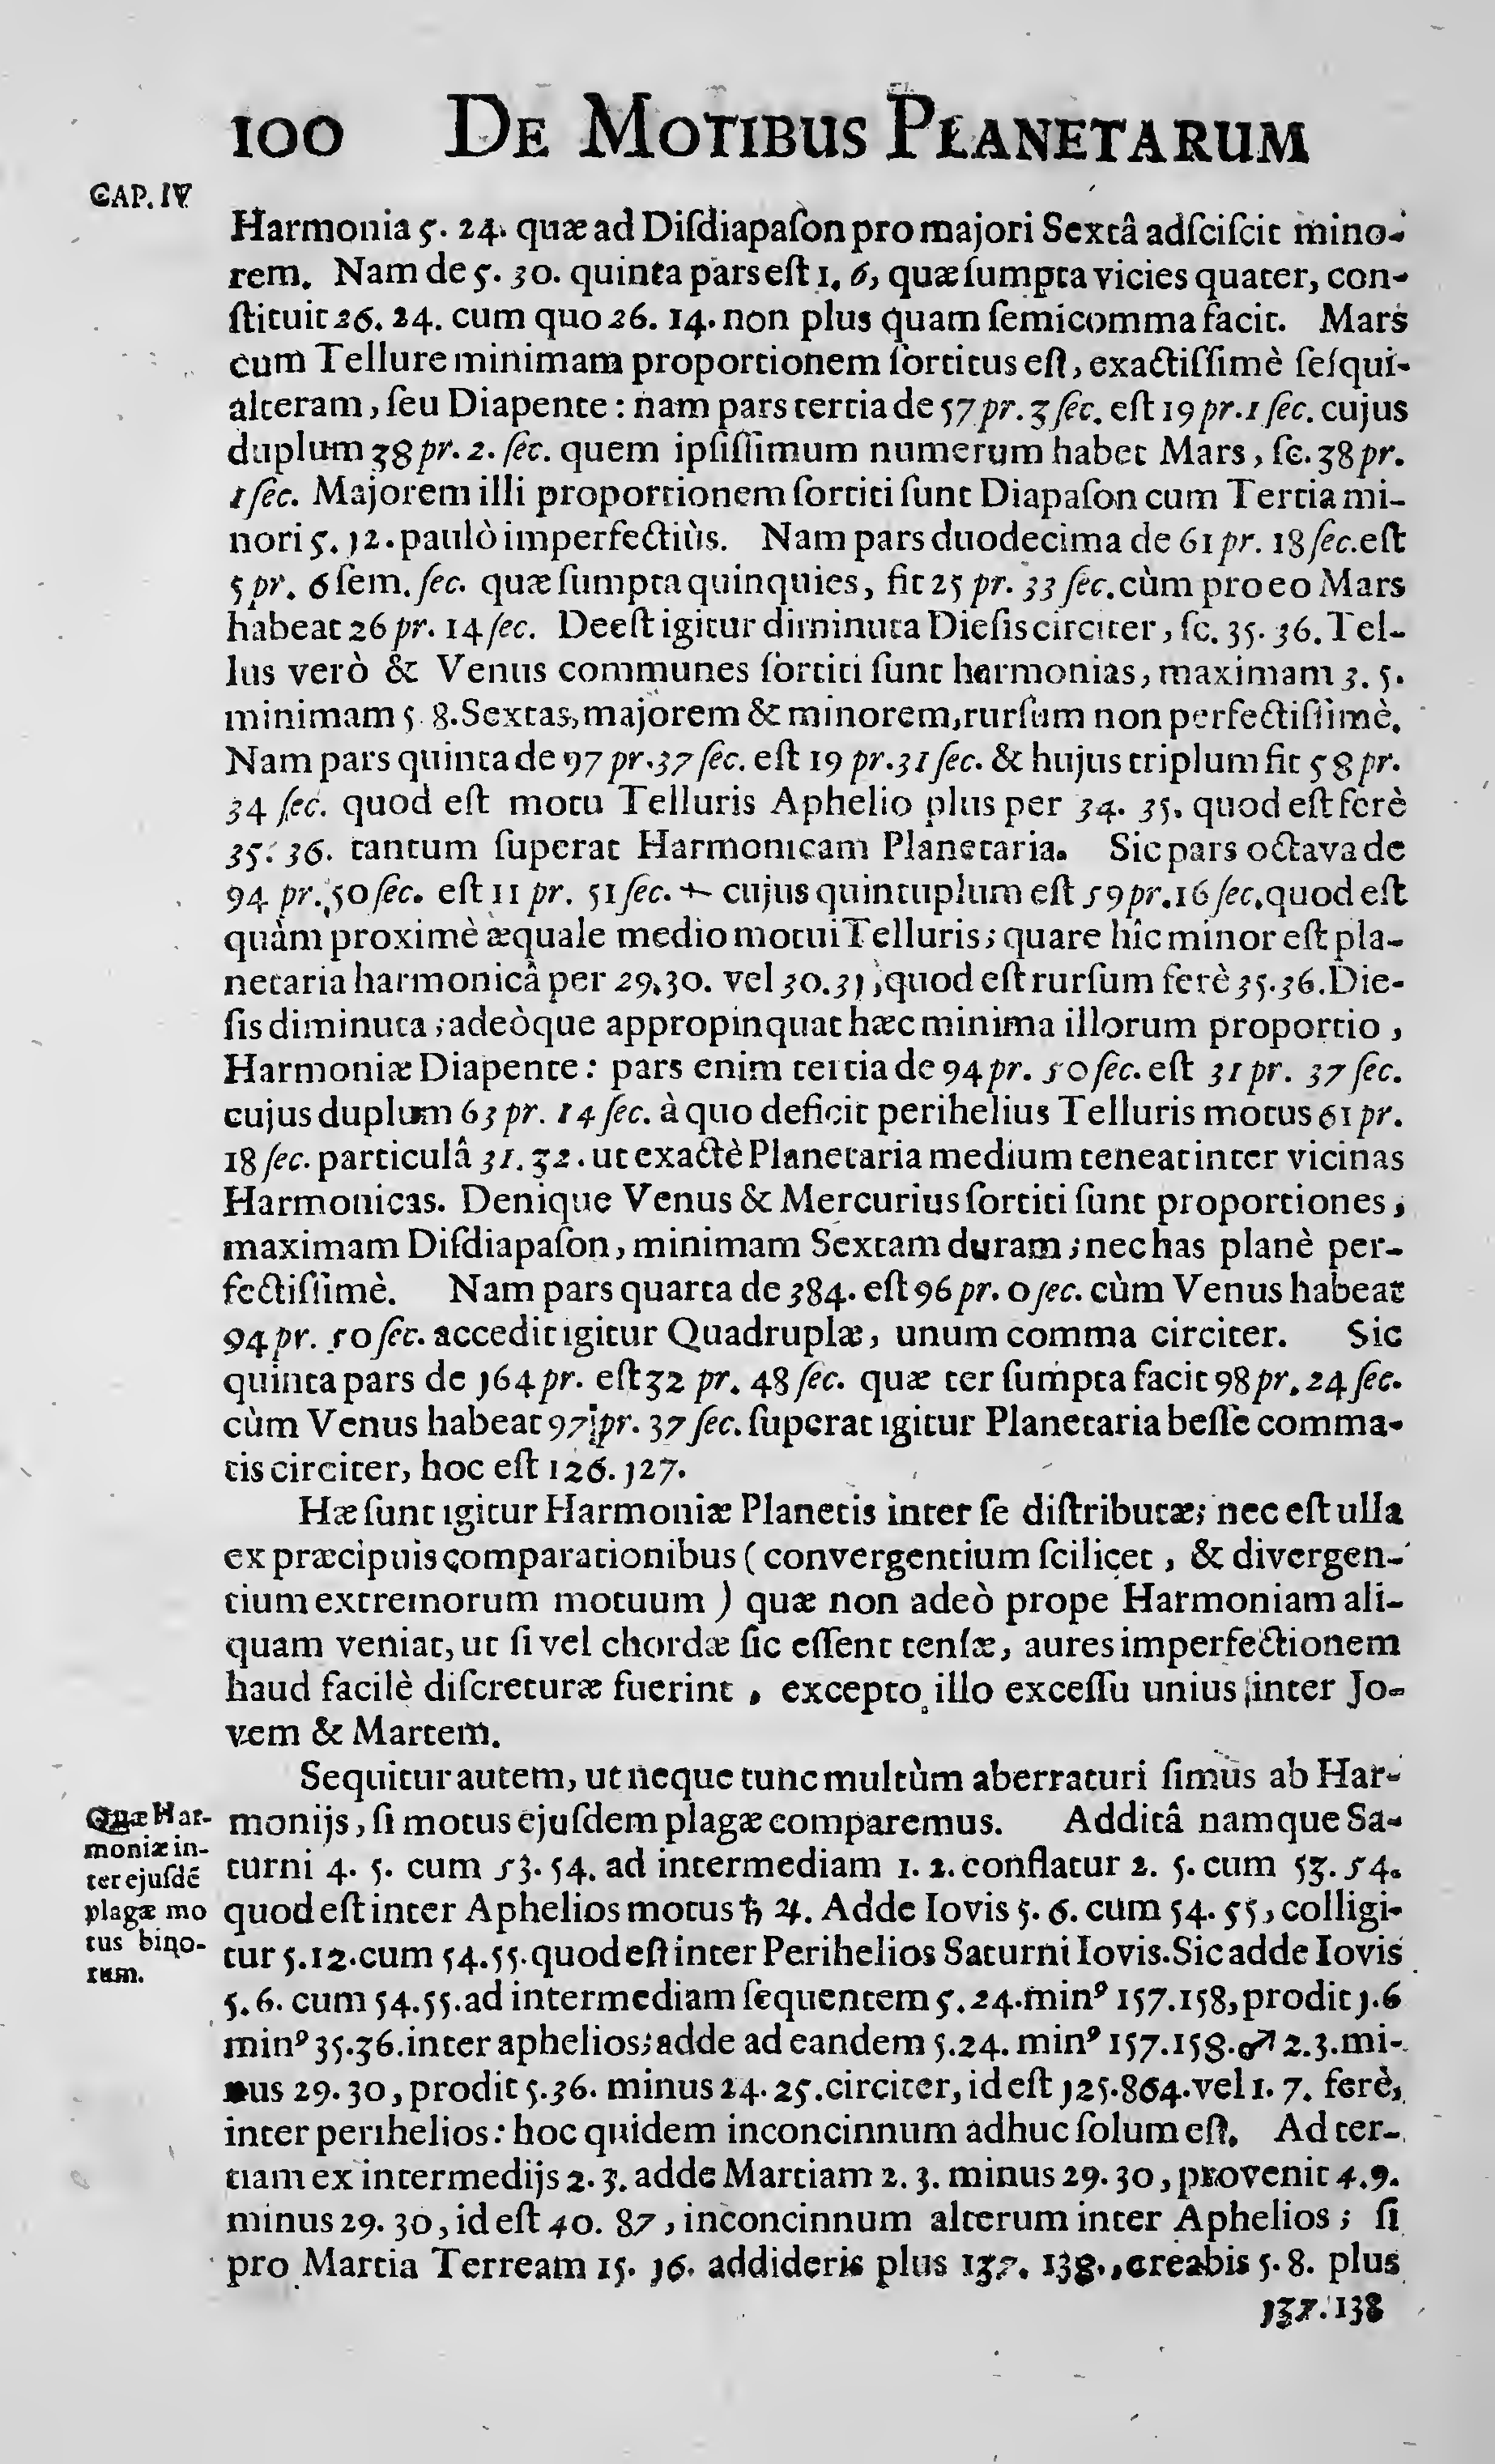 100 DE MOTIBUS PLANETARUM
CAP. IV
Harmonia 5. 24. quæ ad Diſdiapaſon pro majori Sextâ adſciſcit mino-
rem. Nam de 5. 30. quinta pars eſt 1. 6, quæ ſumpta vicies quater, con-
ſtituit 26. 24. cum quo 26. 14. non plus quam ſemicomma facit. Mars
cum Tellure minimam proportionem ſortitus eſt, exactiſſimè ſeſqui-
alteram, ſeu Diapente: nam pars tertia de 57 pr. 3 ſec. eſt 19 pr. 1 ſec. cujus
duplum 38 pr. 2. ſec. quem ipſiſſimum numerum habet Mars, ſc. 38 pr.
1 ſec. Majorem illi proportionem ſortiti ſunt Diapaſon cum Tertia mi-
nori 5. 12. paulò imperfectiùs. Nam pars duodecima de 61 pr. 18 ſec. eſt
5 pr. 6 ſem. ſec. quæ ſumpta quinquies, fit 25 pr. 33 ſec. cùm pro eo Mars
habeat 26 pr. 14 ſec. Deeſt igitur diminuta Dieſis circiter, ſc. 35. 36. Tel-
lus verò & Venus communes ſortiti ſunt harmonias, maximam 3. 5.
minimam 5. 8. Sextas, majorem & minorem, rurſum non perfectiſſimè.
Nam pars quinta de 97 pr. 37 ſec. eſt 19 pr. 31 ſec. & hujus triplum fit 58 pr.
34 ſec. quod eſt motu Telluris Aphelio plus per 34. 35. quod eſt ferè
35. 36. tantum ſuperat Harmonicam Planetaria. Sic pars octava de
94 pr. 50 ſec. eſt 11 pr. 51 ſec. + cujus quintuplum eſt 59 pr. 16 ſec. quod eſt
quàm proximè æquale medio motui Telluris; quare hîc minor eſt pla-
netaria harmonicâ per 29. 30. vel 30. 31, quod eſt rurſum ferè 35. 36. Die-
ſis diminuta; adeòque appropinquat hæc minima illorum proportio,
Harmoniæ Diapente: pars enim tertia de 94 pr. 50 ſec. eſt 31 pr. 37 ſec.
cujus duplum 63 pr. 14 ſec. à quo deficit perihelius Telluris motus 61 pr.
18 ſec. particulâ 31. 32. ut exactè Planetaria medium teneat inter vicinas
Harmonicas. Denique Venus & Mercurius ſortiti ſunt proportiones,
maximam Diſdiapaſon, minimam Sextam duram; nec has planè per-
fectiſſimè. Nam pars quarta de 384. eſt 96 pr. 0 ſec. cùm Venus habeat
94 pr. 50 ſec. accedit igitur Quadruplæ, unum comma circiter. Sic
quinta pars de 164 pr. eſt 32 pr. 48 ſec. quæ ter ſumpta facit 98 pr. 24 ſec.
cùm Venus habeat 97 pr. 37 ſec. ſuperat igitur Planetaria beſſe comma-
tis circiter, hoc eſt 126. 127.
Hæ ſunt igitur Harmoniæ Planetis inter ſe diſtributæ; nec eſt ulla
ex præcipuis comparationibus (convergentium ſcilicet, & divergen-
tium extremorum motuum) quæ non adeò prope Harmoniam ali-
quam veniat, ut ſi vel chordæ ſic eſſent tenſæ, aures imperfectionem
haud facilè diſcreturæ fuerint, excepto illo exceſſu unius inter Jo-
vem & Martem.
Sequitur autem, ut neque tunc multùm aberraturi ſimus ab Har-
monijs, ſi motus ejuſdem plagæ comparemus. Additâ namque Sa-
turni 4. 5. cum 53. 54. ad intermediam 1. 2. conflatur 2. 5. cum 53. 54.
quod eſt inter Aphelios motus ♄ ♃. Adde Iovis 5. 6. cum 54. 55, colligi-
tur 5. 12. cum 54. 55. quod eſt inter Perihelios Saturni Iovis. Sic adde Iovis
5. 6. cum 54. 55. ad intermediam ſequentem 5. 24. minꝰ 157. 158, prodit 1. 6
minꝰ 35. 36. inter aphelios; adde ad eandem 5. 24. minꝰ 157. 158. ♂ 2. 3. mi-
nus 29. 30, prodit 5. 36. minus 24. 25. circiter, id eſt 125. 864. vel 1. 7. ferè,
inter perihelios: hoc quidem inconcinnum adhuc ſolum eſt. Ad ter-
tiam ex intermedijs 2. 3. adde Martiam 2. 3. minus 29. 30, provenit 4. 9.
minus 29. 30, id eſt 40. 87, inconcinnum alterum inter Aphelios; ſi
pro Martia Terream 15. 16. addideris plus 137. 138., creabis 5. 8. plus
137. 138
Quæ Har-
moniæ in-
ter ejuſdē
plagæ mo
tus bino-
rum.